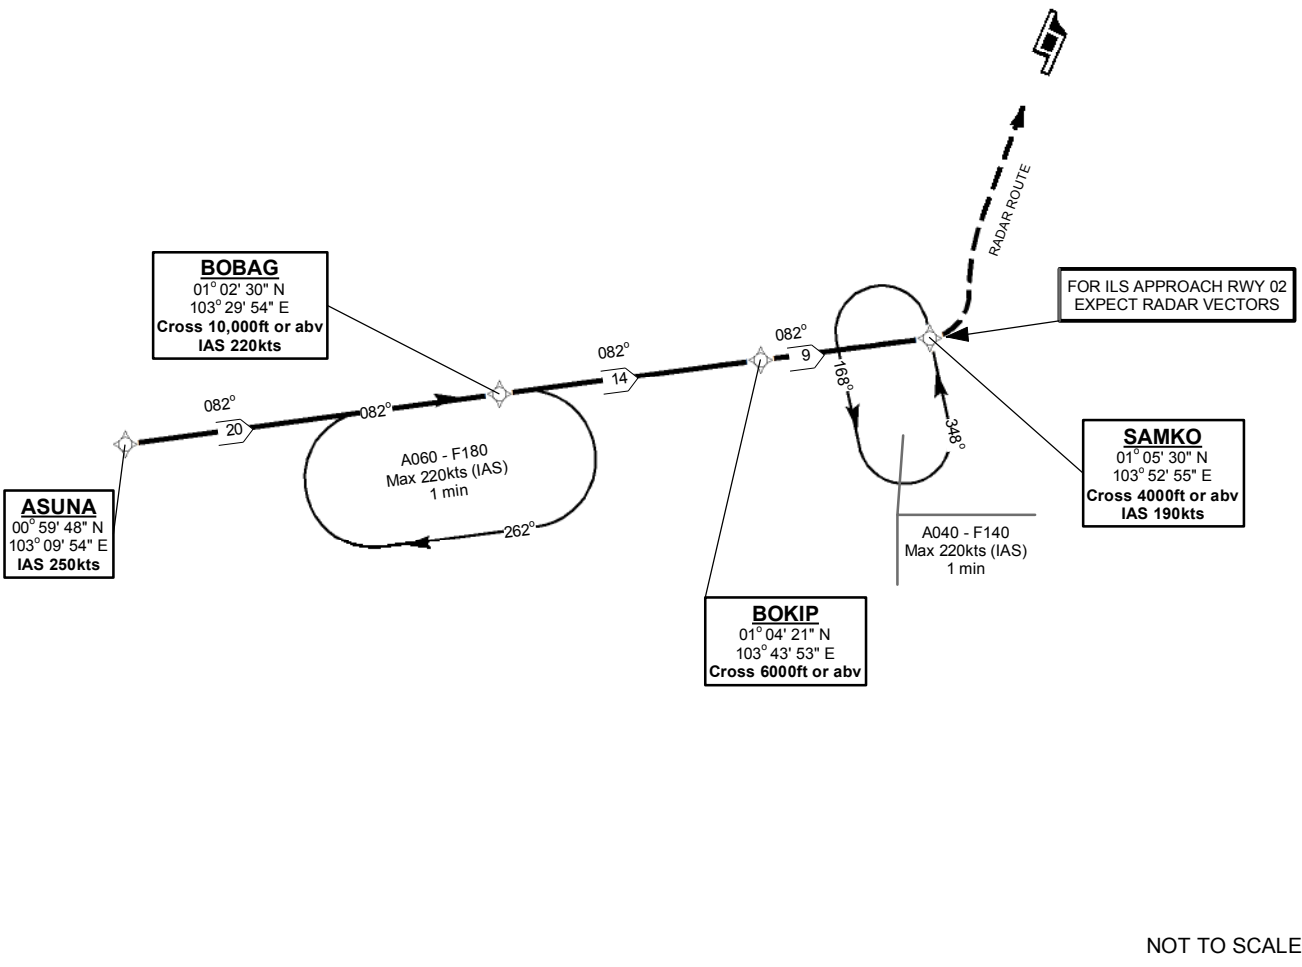 RADAR ROUTE
BOBAG
01° 02' 30" N
103° 29' 54" E
Cross 10,000ft or abv
IAS 220kts
FOR ILS APPROACH RWY 02
EXPECT RADAR VECTORS
082°
9
082°
14
082°
20
082°
168°
348°
A060 - F180
Max 220kts (IAS)
1 min
262°
ASUNA
00° 59' 48" N
103° 09' 54" E
IAS 250kts
SAMKO
01° 05' 30" N
103° 52' 55" E
Cross 4000ft or abv
IAS 190kts
A040 - F140
Max 220kts (IAS)
1 min
BOKIP
01° 04' 21" N
103° 43' 53" E
Cross 6000ft or abv
NOT TO SCALE